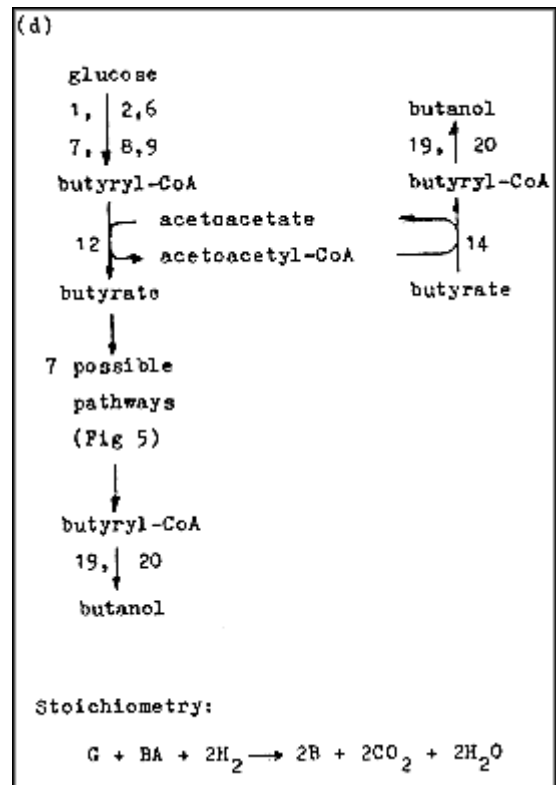 (d)
glucose
1, 2,6
7, 8,9
butyryl-CoA
12
acetoacetate
acetoacetyl-CoA
butyrate
7 possible
pathways
(Fig 5)
butyryl-CoA
19, 20
butanol
butanol
19, 20
butyryl-CoA
14
butyrate
Stoichiometry:
G + BA + 2H₂ → 2B + 2CO₂ + 2H₂O